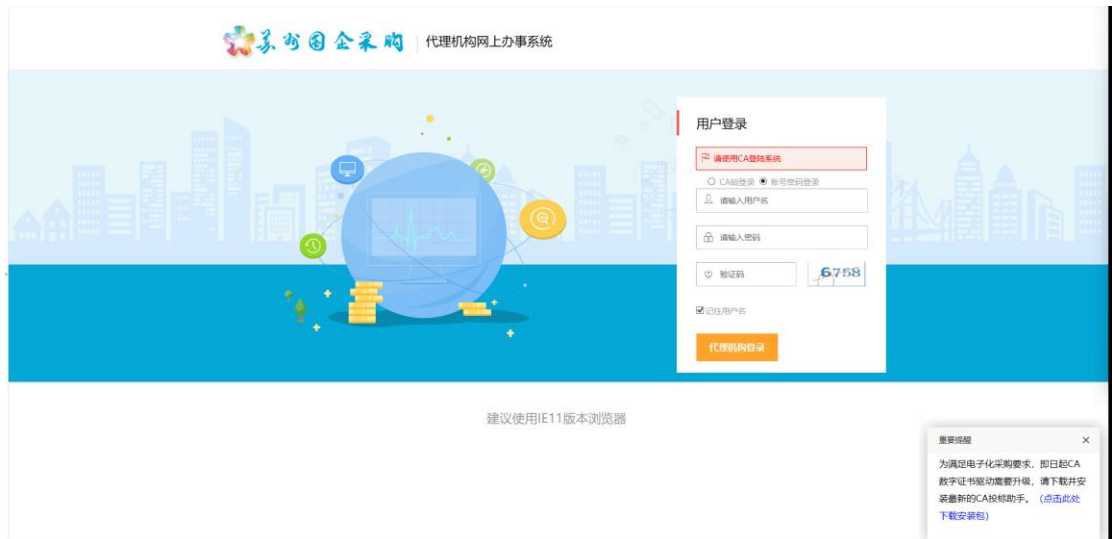 苏州国企采购
代理机构网上办事系统
用户登录
请使用CA登陆系统
CA锁登录 账号密码登录
请输入用户名
请输入密码
验证码
6758
记住用户名
代理机构登录
建议使用IE11版本浏览器
重要提醒
为满足电子化采购要求，即日起CA
数字证书驱动需要升级，请下载并安
装最新的CA投标助手。（点击此处
下载安装包）